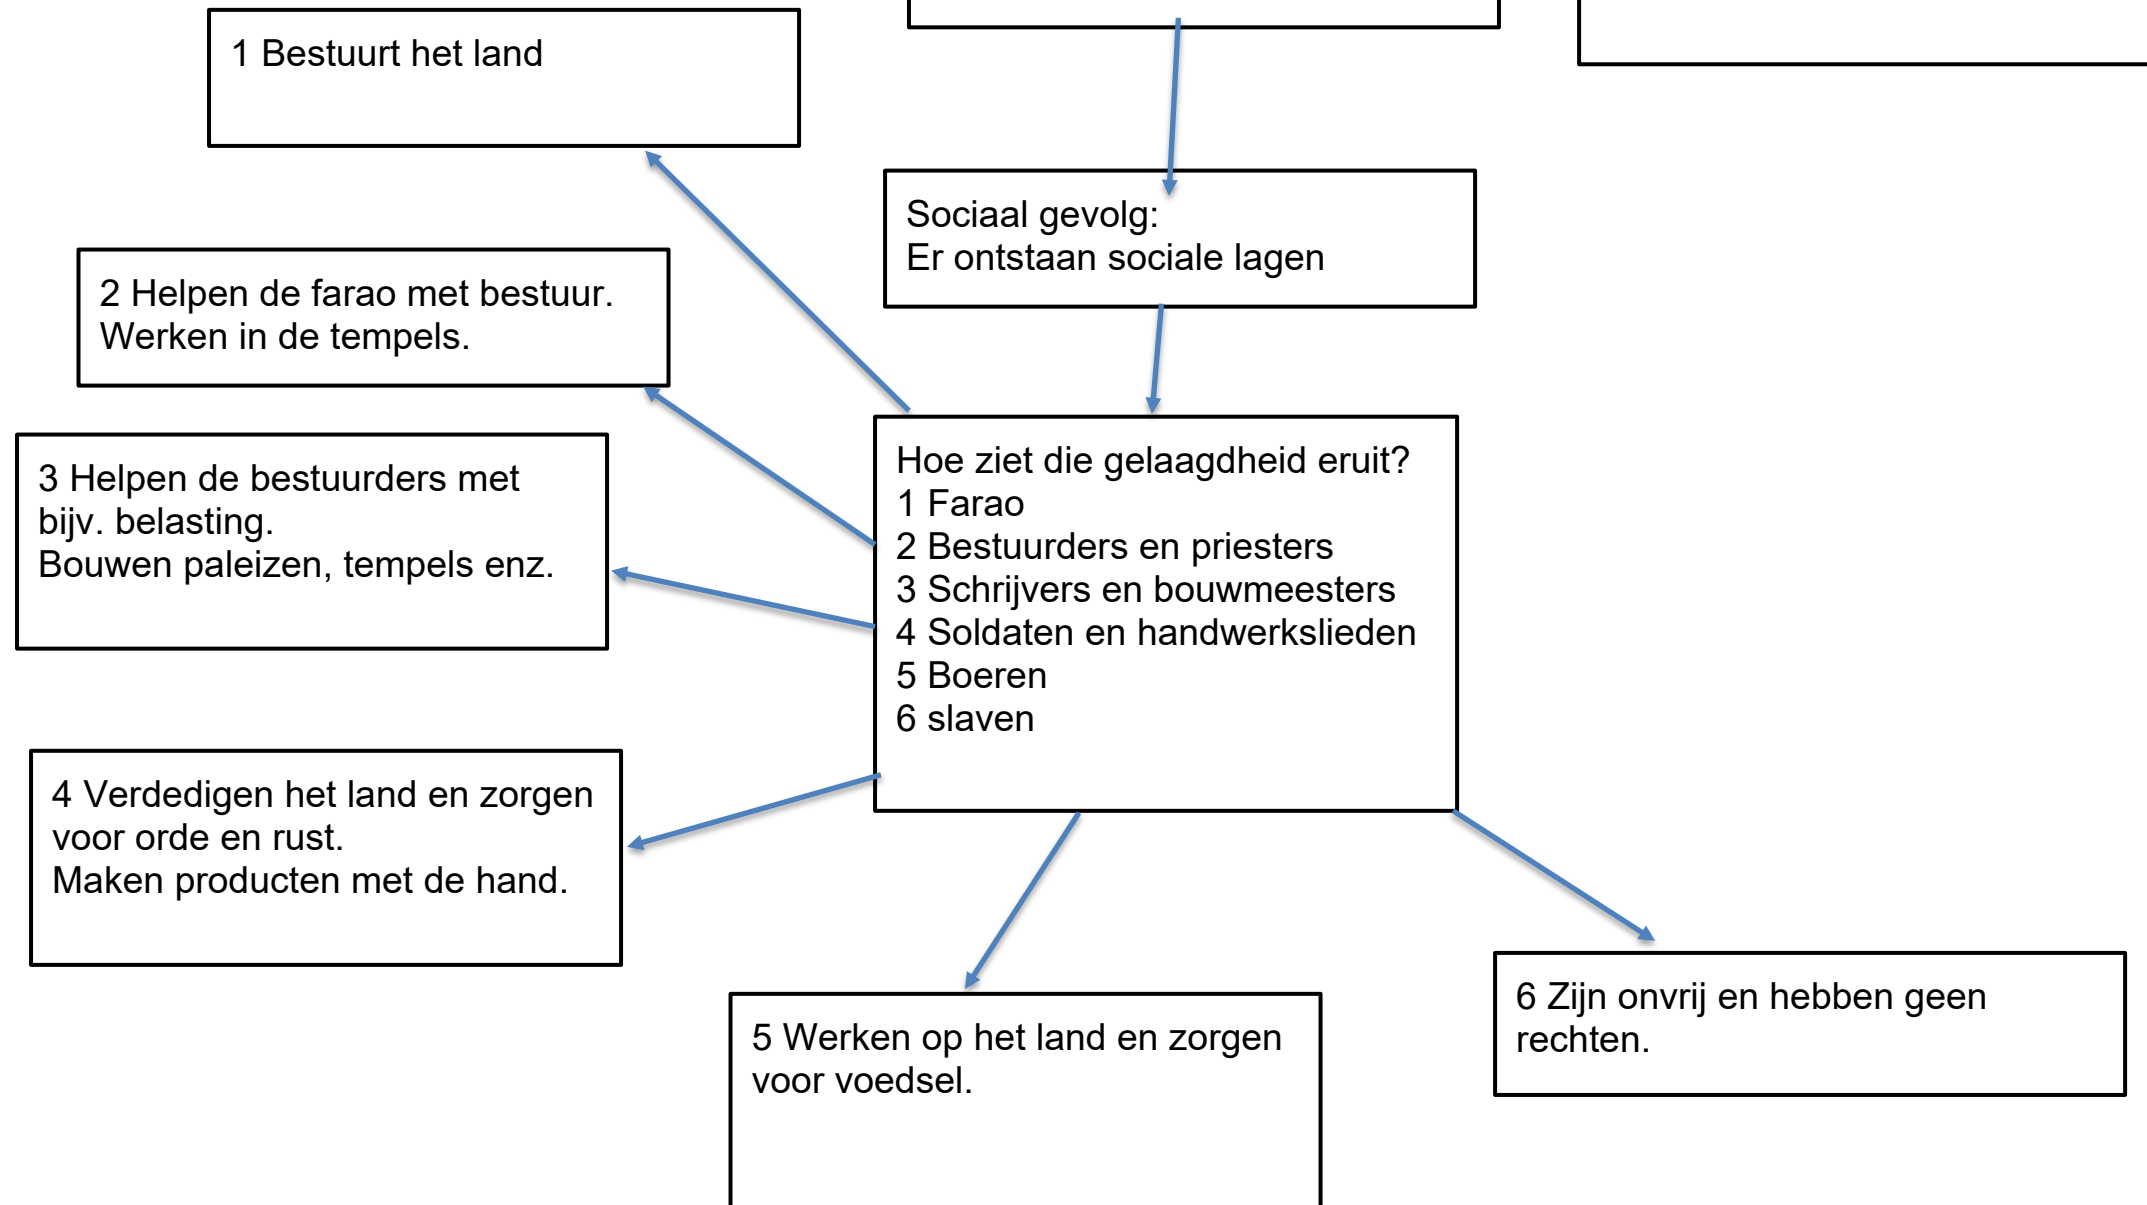 1 Bestuurt het land
Sociaal gevolg:
Er ontstaan sociale lagen
2 Helpen de farao met bestuur.
Werken in de tempels.
Hoe ziet die gelaagdheid eruit?
1 Farao
2 Bestuurders en priesters
3 Schrijvers en bouwmeesters
4 Soldaten en handwerkslieden
5 Boeren
6 slaven
3 Helpen de bestuurders met
bijv. belasting.
Bouwen paleizen, tempels enz.
4 Verdedigen het land en zorgen
voor orde en rust.
Maken producten met de hand.
5 Werken op het land en zorgen
voor voedsel.
6 Zijn onvrij en hebben geen
rechten.